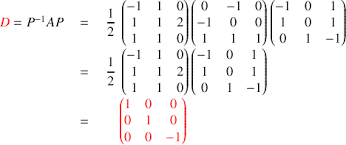 D = P⁻¹AP = 1/2 (−1 1 0; 1 1 2; 1 1 0) (0 −1 0; −1 0 0; 1 1 1) (−1 0 1; 1 0 1; 0 1 −1)
= 1/2 (−1 1 0; 1 1 2; 1 1 0) (−1 0 1; 1 0 1; 0 1 −1)
= (1 0 0; 0 1 0; 0 0 −1)